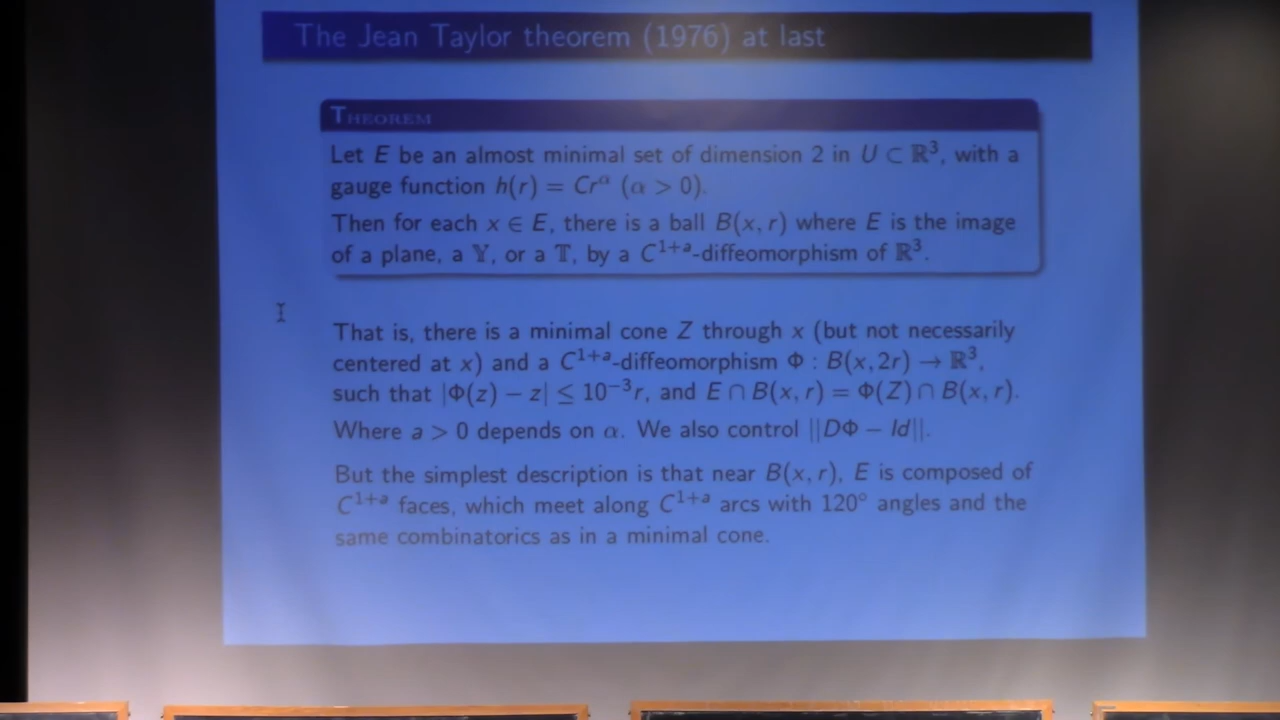 The Jean Taylor theorem (1976) at last
THEOREM
Let E be an almost minimal set of dimension 2 in U ⊂ ℝ³, with a
gauge function h(r) = Crᵅ (α > 0).
Then for each x ∈ E, there is a ball B(x, r) where E is the image
of a plane, a 𝕐, or a 𝕋, by a C¹⁺ᵃ-diffeomorphism of ℝ³.
That is, there is a minimal cone Z through x (but not necessarily
centered at x) and a C¹⁺ᵃ-diffeomorphism Φ : B(x, 2r) → ℝ³,
such that |Φ(z) − z| ≤ 10⁻³r, and E ∩ B(x, r) = Φ(Z) ∩ B(x, r).
Where a > 0 depends on α. We also control ||DΦ − Id||.
But the simplest description is that near B(x, r), E is composed of
C¹⁺ᵃ faces, which meet along C¹⁺ᵃ arcs with 120° angles and the
same combinatorics as in a minimal cone.